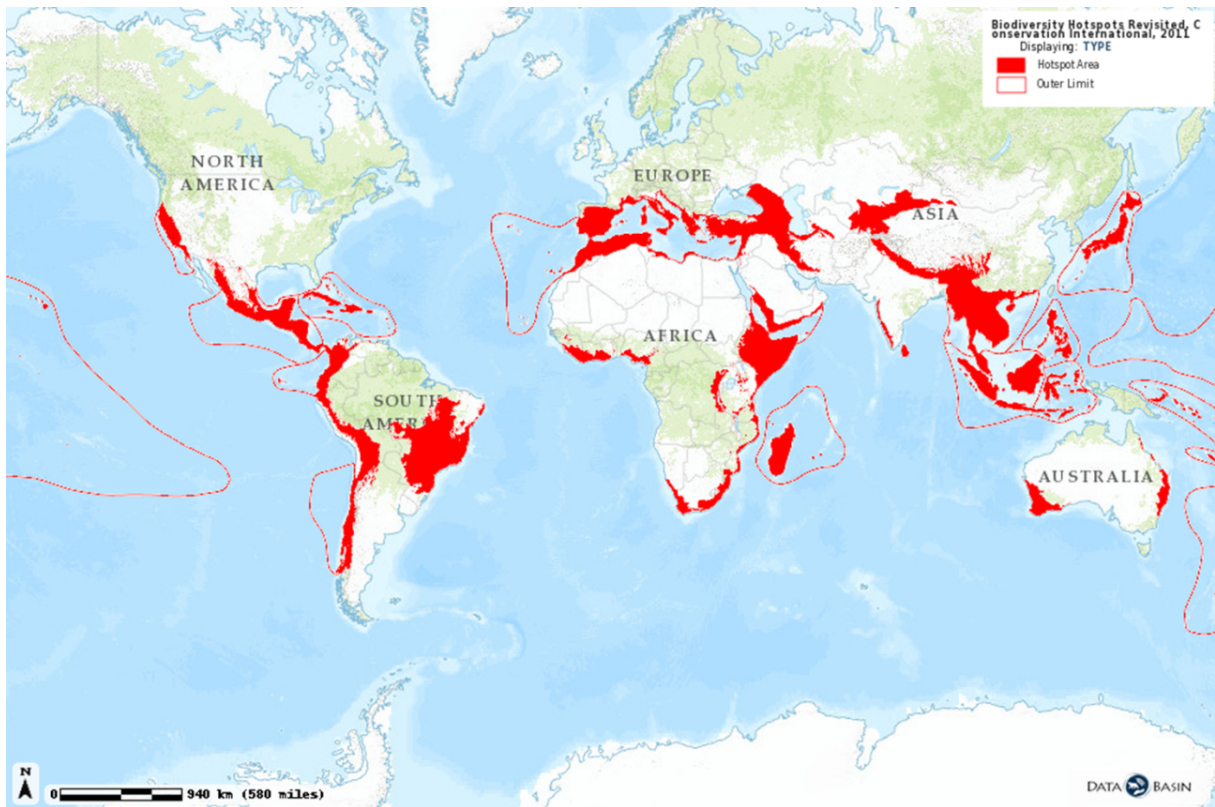 Biodiversity Hotspots Revisited, C
onservation International, 2011
Displaying: TYPE
Hotspot Area
Outer Limit
NORTH
AMERICA
EUROPE
ASIA
AFRICA
SOUTH
AMERICA
AUSTRALIA
N
0 940 km (580 miles)
DATA BASIN